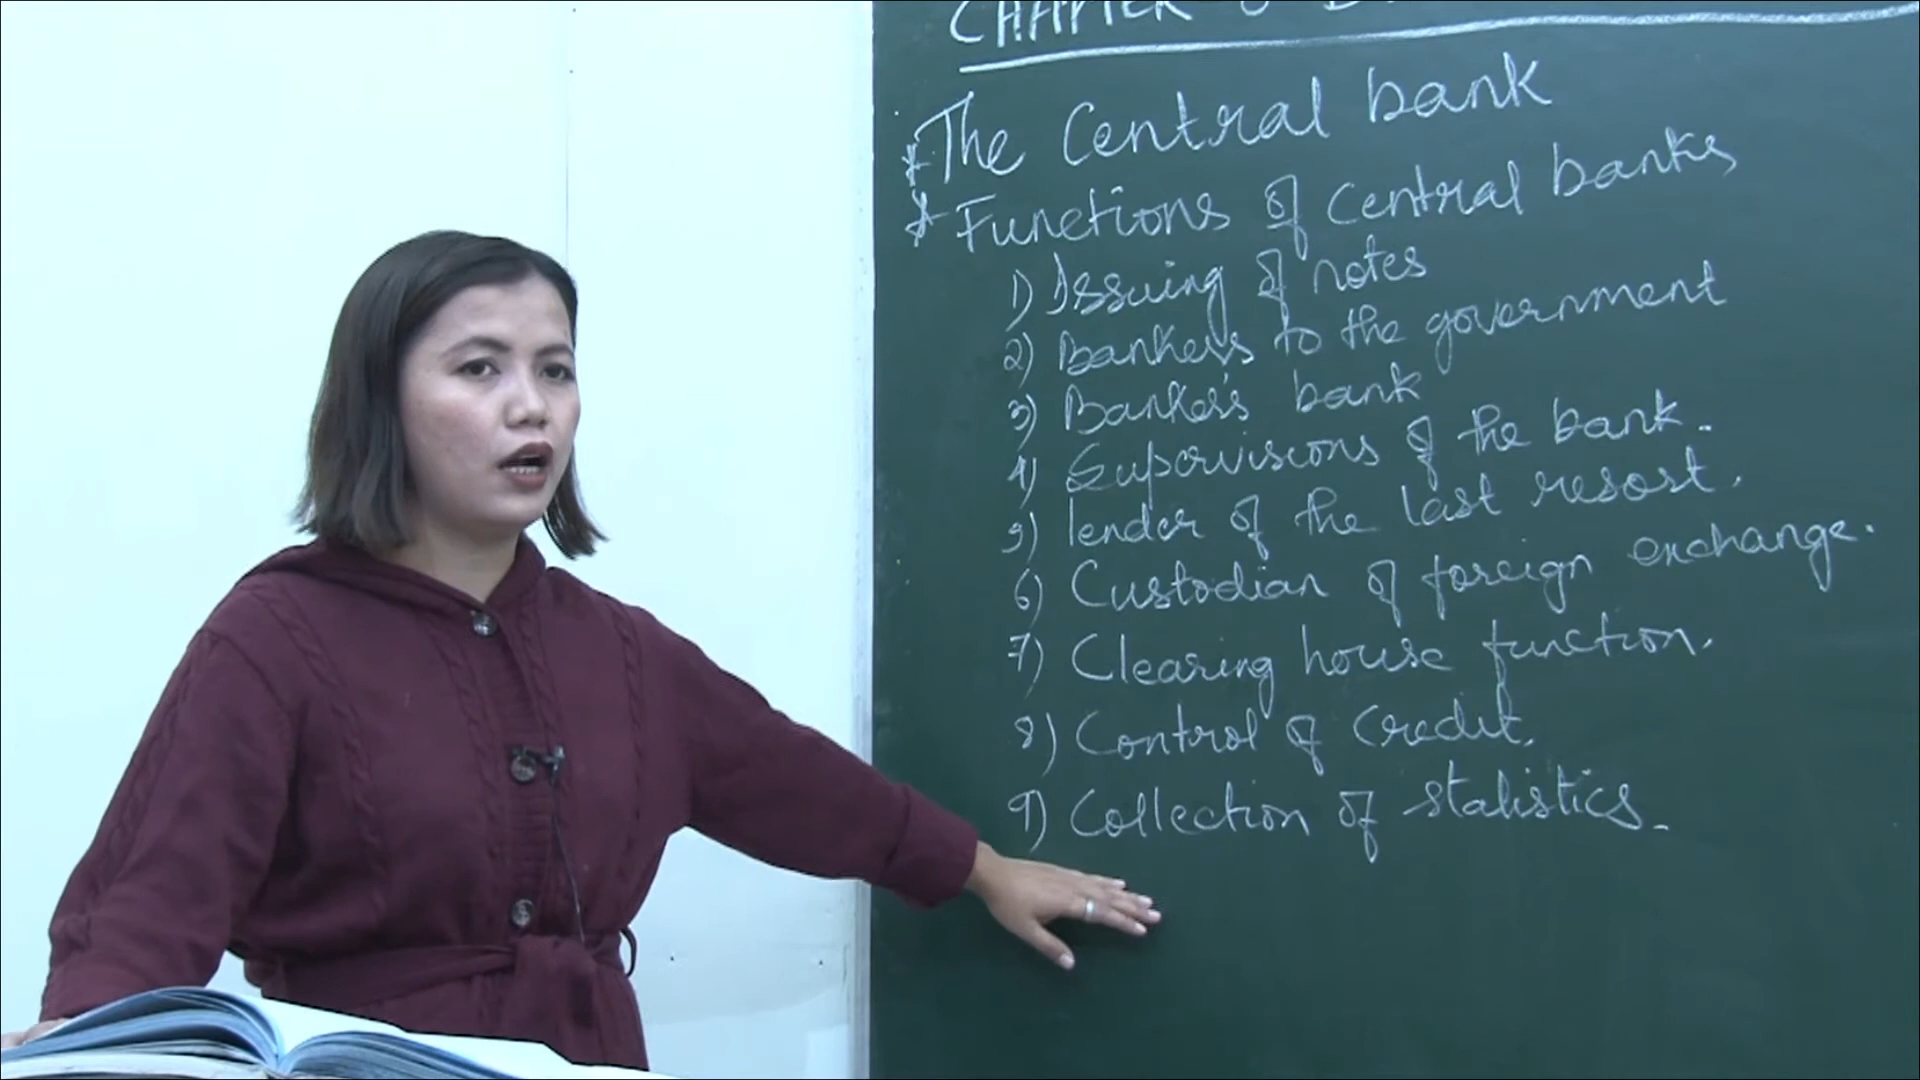 CHAPTER
* The Central bank
* Functions of Central banks
1) Issuing of notes
2) Bankers to the government
3) Banker's bank
4) Supervisions of the bank.
5) lender of the last resort.
6) Custodian of foreign exchange.
7) Clearing house function.
8) Control of Credit.
9) Collection of statistics.